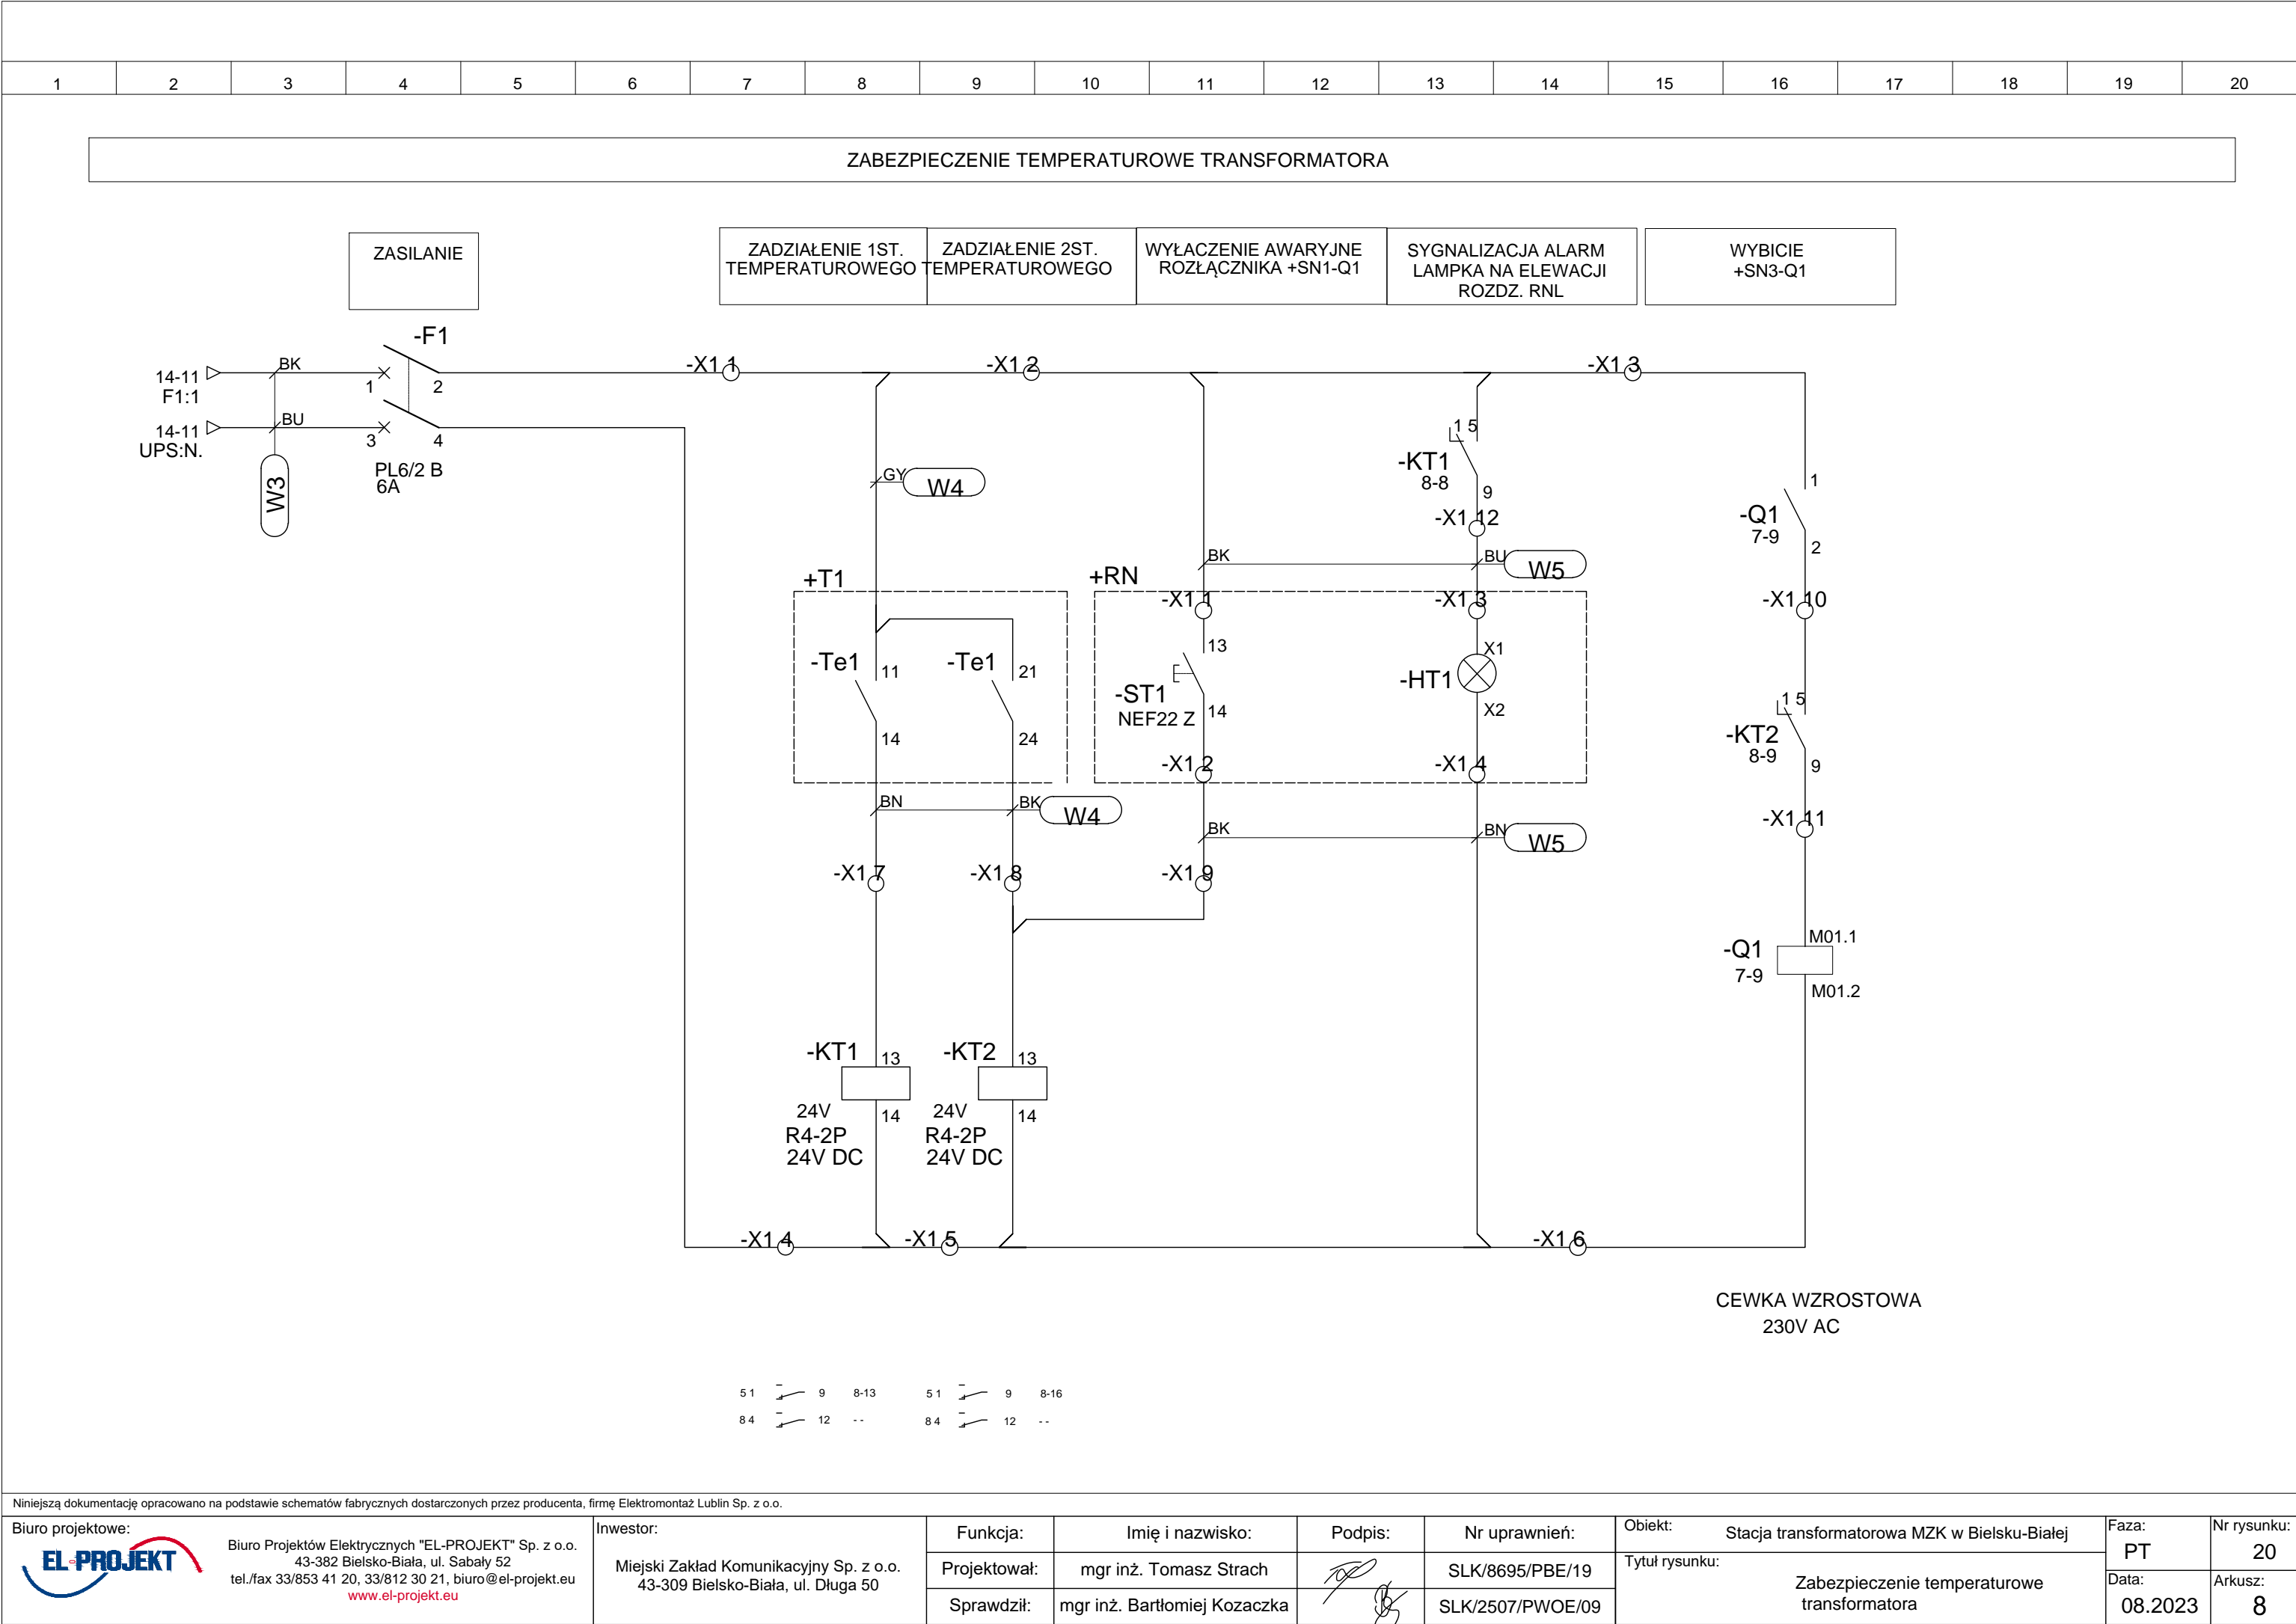 1 2 3 4 5 6 7 8 9 10 11 12 13 14 15 16 17 18 19 20
ZABEZPIECZENIE TEMPERATUROWE TRANSFORMATORA
ZASILANIE
ZADZIAŁENIE 1ST.
TEMPERATUROWEGO
ZADZIAŁENIE 2ST.
TEMPERATUROWEGO
WYŁACZENIE AWARYJNE
ROZŁĄCZNIKA +SN1-Q1
SYGNALIZACJA ALARM
LAMPKA NA ELEWACJI
ROZDZ. RNL
WYBICIE
+SN3-Q1
-F1
14-11
F1:1
BK
1
2
14-11
UPS:N.
BU
3
4
PL6/2 B
6A
W3
-X1 1
-X1 2
-X1 3
GY
W4
1 5
-KT1
8-8
9
-X1 12
1
-Q1
7-9
2
BK
BU
W5
+T1
+RN
-X1 1
-X1 3
-X1 10
-Te1
11
14
-Te1
21
24
13
-ST1
NEF22 Z
14
X1
-HT1
X2
1 5
-KT2
8-9
9
-X1 2
-X1 4
BN
BK
W4
BK
BN
W5
-X1 11
-X1 7
-X1 8
-X1 9
M01.1
-Q1
7-9
M01.2
-KT1
13
24V
14
R4-2P
24V DC
-KT2
13
24V
14
R4-2P
24V DC
-X1 4
-X1 5
-X1 6
CEWKA WZROSTOWA
230V AC
5 1 9 8-13
8 4 12 - -
5 1 9 8-16
8 4 12 - -
Niniejszą dokumentację opracowano na podstawie schematów fabrycznych dostarczonych przez producenta, firmę Elektromontaż Lublin Sp. z o.o.
Biuro projektowe:
EL-PROJEKT
Biuro Projektów Elektrycznych "EL-PROJEKT" Sp. z o.o.
43-382 Bielsko-Biała, ul. Sabały 52
tel./fax 33/853 41 20, 33/812 30 21, biuro@el-projekt.eu
www.el-projekt.eu
Inwestor:
Miejski Zakład Komunikacyjny Sp. z o.o.
43-309 Bielsko-Biała, ul. Długa 50
Funkcja: Imię i nazwisko: Podpis: Nr uprawnień:
Projektował: mgr inż. Tomasz Strach SLK/8695/PBE/19
Sprawdził: mgr inż. Bartłomiej Kozaczka SLK/2507/PWOE/09
Obiekt: Stacja transformatorowa MZK w Bielsku-Białej
Tytuł rysunku:
Zabezpieczenie temperaturowe
transformatora
Faza:
PT
Nr rysunku:
20
Data:
08.2023
Arkusz:
8